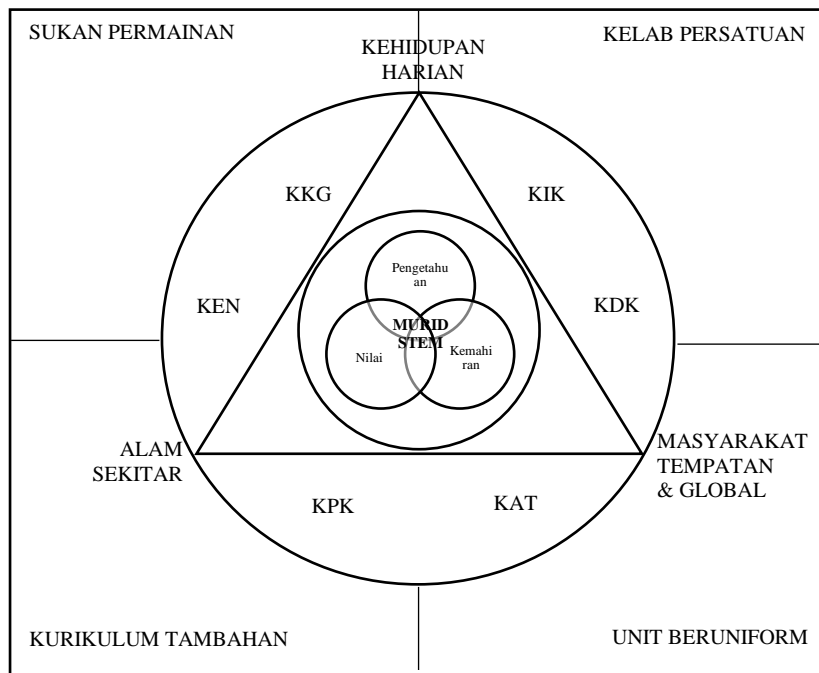 SUKAN PERMAINAN
KELAB PERSATUAN
KEHIDUPAN
HARIAN
KKG
KIK
Pengetahu
an
KEN
KDK
MURID
STEM
Nilai
Kemahi
ran
ALAM
SEKITAR
MASYARAKAT
TEMPATAN
& GLOBAL
KPK
KAT
KURIKULUM TAMBAHAN
UNIT BERUNIFORM